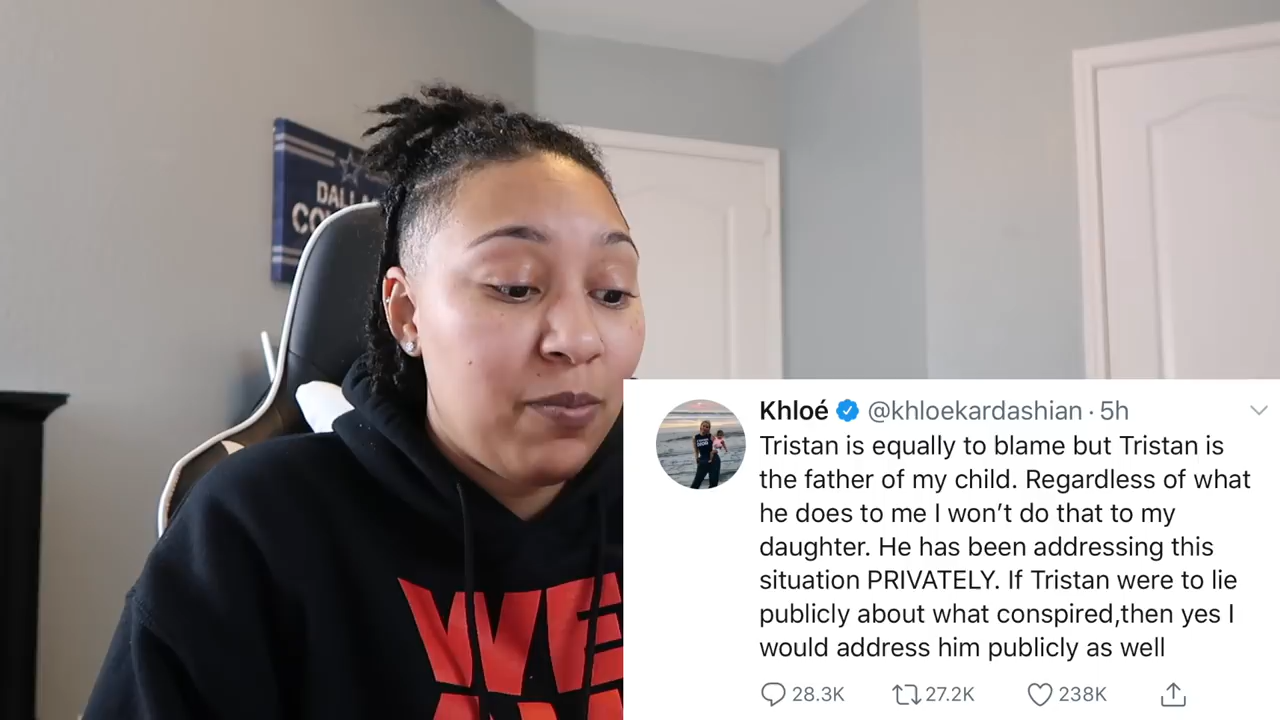 DALLA
CO
WE
Khloé @khloekardashian · 5h
Tristan is equally to blame but Tristan is
the father of my child. Regardless of what
he does to me I won’t do that to my
daughter. He has been addressing this
situation PRIVATELY. If Tristan were to lie
publicly about what conspired,then yes I
would address him publicly as well
28.3K 27.2K 238K